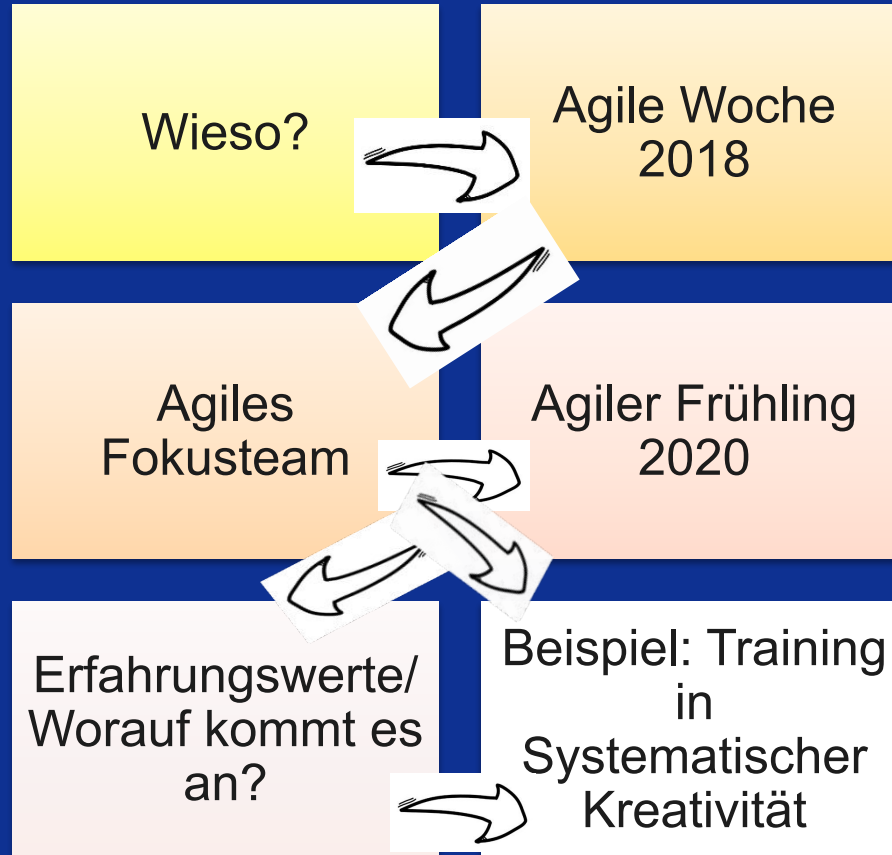 Wieso?
Agile Woche
2018
Agiles
Fokusteam
Agiler Frühling
2020
Erfahrungswerte/
Worauf kommt es
an?
Beispiel: Training
in
Systematischer
Kreativität